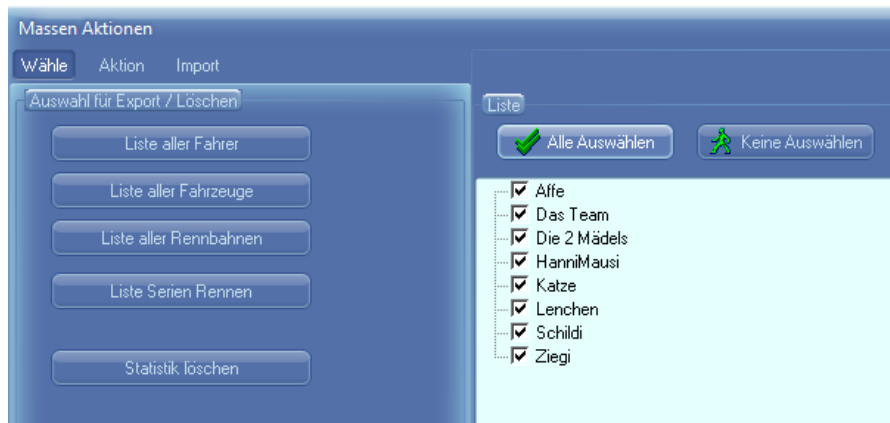 Massen Aktionen
Wähle Aktion Import
Auswahl für Export / Löschen
Liste aller Fahrer
Liste aller Fahrzeuge
Liste aller Rennbahnen
Liste Serien Rennen
Statistik löschen
Liste
Alle Auswählen Keine Auswählen
Affe
Das Team
Die 2 Mädels
HanniMausi
Katze
Lenchen
Schildi
Ziegi